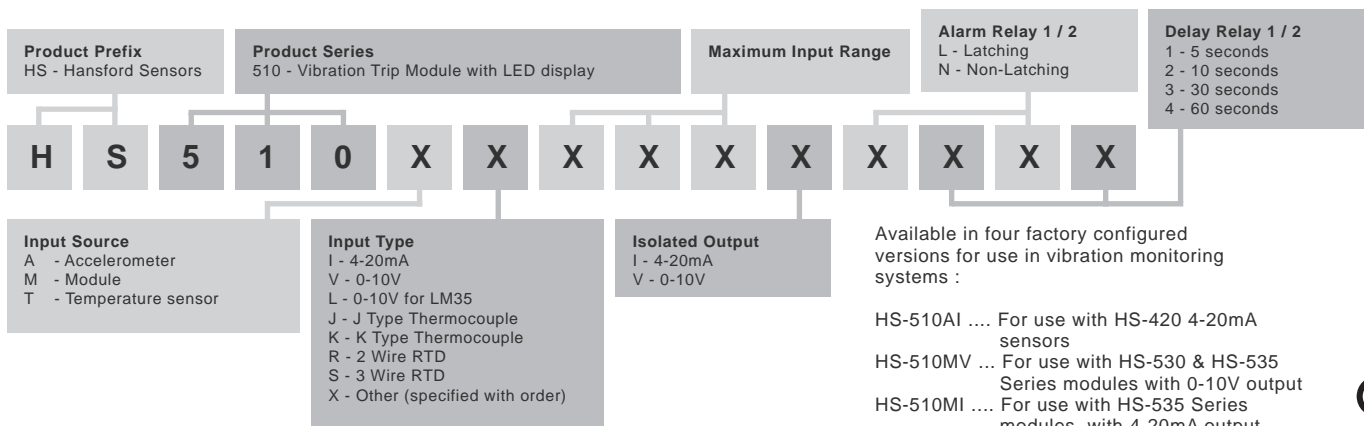 Product Prefix
HS - Hansford Sensors
Product Series
510 - Vibration Trip Module with LED display
Maximum Input Range
Alarm Relay 1 / 2
L - Latching
N - Non-Latching
Delay Relay 1 / 2
1 - 5 seconds
2 - 10 seconds
3 - 30 seconds
4 - 60 seconds
H S 5 1 0 X X X X X X X X X X
Input Source
A - Accelerometer
M - Module
T - Temperature sensor
Input Type
I - 4-20mA
V - 0-10V
L - 0-10V for LM35
J - J Type Thermocouple
K - K Type Thermocouple
R - 2 Wire RTD
S - 3 Wire RTD
X - Other (specified with order)
Isolated Output
I - 4-20mA
V - 0-10V
Available in four factory configured
versions for use in vibration monitoring
systems :
HS-510AI .... For use with HS-420 4-20mA
sensors
HS-510MV ... For use with HS-530 & HS-535
Series modules with 0-10V output
HS-510MI .... For use with HS-535 Series
modules with 4-20mA output